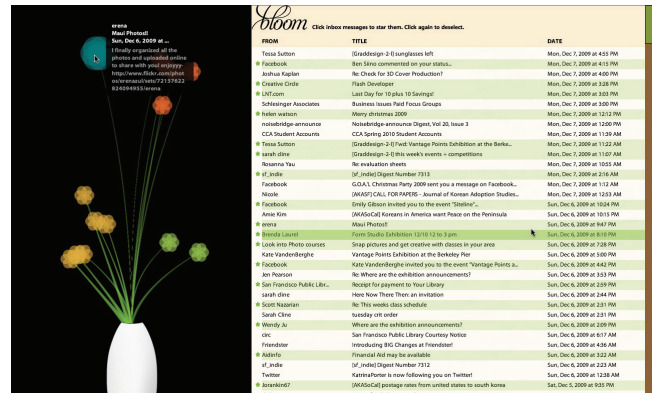 erena
Maui Photos!!
Sun, Dec 6, 2009 at ...
I finally organized all the
photos and uploaded online
to share with you! enjoyyy-
http://www.flickr.com/phot
os/erenazul/sets/72157622
824094955/erena
bloom Click inbox messages to star them. Click again to deselect.
FROM TITLE DATE
Tessa Sutton [Graddesign-2-G] sunglasses left Mon, Dec 7, 2009 at 4:55 PM
Facebook Ben Siino commented on your status... Mon, Dec 7, 2009 at 4:15 PM
Joshua Kaplan Re: Check for 3D Cover Production? Mon, Dec 7, 2009 at 4:00 PM
Creative Circle Flash Developer Mon, Dec 7, 2009 at 3:28 PM
LNT.com Last Day for 10 plus 10 Savings! Mon, Dec 7, 2009 at 3:03 PM
Schlesinger Associates Business Issues Paid Focus Groups Mon, Dec 7, 2009 at 3:00 PM
helen watson Merry christmas 2009 Mon, Dec 7, 2009 at 12:12 PM
noisebridge-announce Noisebridge-announce Digest, Vol 20, Issue 3 Mon, Dec 7, 2009 at 12:00 PM
CCA Student Accounts CCA Spring 2010 Student Accounts Mon, Dec 7, 2009 at 11:39 AM
Tessa Sutton [Graddesign-2-G] Fwd: Vantage Points Exhibition at the Berke... Mon, Dec 7, 2009 at 11:22 AM
sarah cline [Graddesign-2-G] this week's events + competitions Mon, Dec 7, 2009 at 11:07 AM
Rosanna Yau Re: evaluation sheets Mon, Dec 7, 2009 at 10:55 AM
sf_indie [sf_indie] Digest Number 7313 Mon, Dec 7, 2009 at 2:16 AM
Facebook G.O.A.'L Christmas Party 2009 sent you a message on Facebook... Mon, Dec 7, 2009 at 1:12 AM
Nicole [AKASF] CALL FOR PAPERS - Journal of Korean Adoption Studies... Mon, Dec 7, 2009 at 12:53 AM
Facebook Emily Gibson invited you to the event "Siteline"... Sun, Dec 6, 2009 at 10:24 PM
Amie Kim [AKASoCal] Koreans in America want Peace on the Peninsula Sun, Dec 6, 2009 at 10:15 PM
erena Maui Photos!! Sun, Dec 6, 2009 at 9:47 PM
Brenda Laurel Form Studio Exhibition 12/10 12 to 3 pm Sun, Dec 6, 2009 at 8:10 PM
Look into Photo courses Snap pictures and get creative with classes in your area Sun, Dec 6, 2009 at 7:28 PM
Kate VanDenBerghe Vantage Points Exhibition at the Berkeley Pier Sun, Dec 6, 2009 at 5:00 PM
Facebook Kate VanDenBerghe invited you to the event "Vantage Points a... Sun, Dec 6, 2009 at 4:42 PM
Jen Pearson Re: Where are the exhibition announcements? Sun, Dec 6, 2009 at 3:53 PM
San Francisco Public Libr... Receipt for payment to Your Library Sun, Dec 6, 2009 at 2:59 PM
sarah cline Here Now There Then: an invitation Sun, Dec 6, 2009 at 2:44 PM
Scott Nazarian Re: This weeks class schedule Sun, Dec 6, 2009 at 2:31 PM
Sarah Cline tuesday crit order Sun, Dec 6, 2009 at 2:31 PM
Wendy Ju Where are the exhibition announcements? Sun, Dec 6, 2009 at 2:09 PM
circ San Francisco Public Library Courtesy Notice Sun, Dec 6, 2009 at 6:17 AM
Friendster Introducing BIG Changes at Friendster! Sun, Dec 6, 2009 at 4:36 AM
Aidinfo Financial Aid may be available Sun, Dec 6, 2009 at 3:22 AM
sf_indie [sf_indie] Digest Number 7312 Sun, Dec 6, 2009 at 2:23 AM
Twitter KatrinaPorter is now following you on Twitter! Sun, Dec 6, 2009 at 12:38 AM
Jorankin67 [AKASoCal] postage rates from united states to south korea Sat, Dec 5, 2009 at 9:35 PM